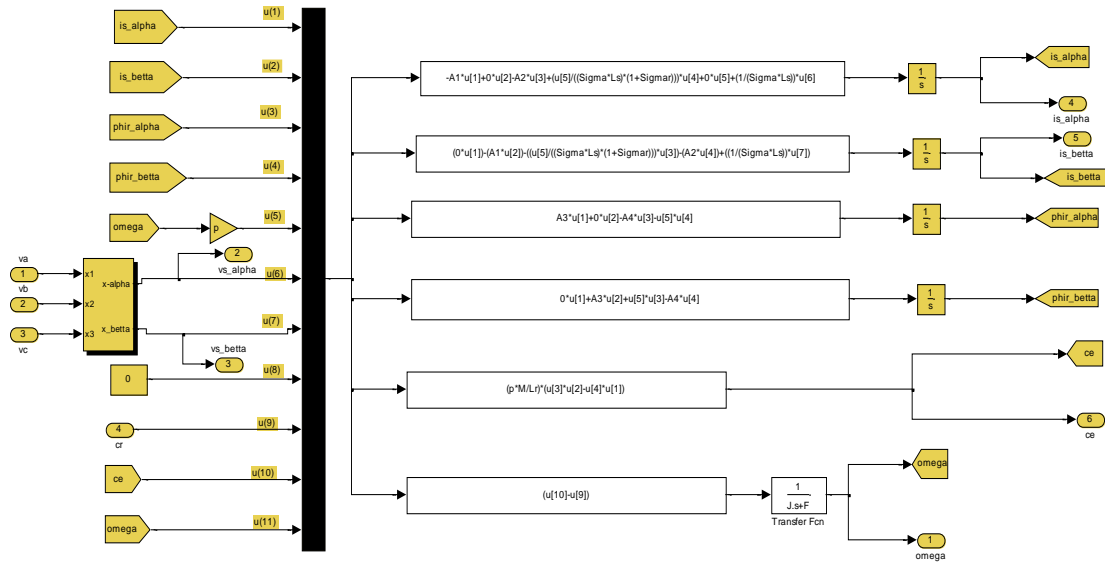 is_alpha
u(1)
is_betta
u(2)
phir_alpha
u(3)
phir_betta
u(4)
omega
p
u(5)
va
1
vb
2
3
vc
x1
x2
x3
x-alpha
x_betta
2
vs_alpha
u(6)
u(7)
vs_betta
3
0
u(8)
4
cr
u(9)
ce
u(10)
omega
u(11)
-A1*u[1]+0*u[2]-A2*u[3]+(u[5]/((Sigma*Ls)*(1+Sigmar)))*u[4]+0*u[5]+(1/(Sigma*Ls))*u[6]
1
s
is_alpha
4
is_alpha
(0*u[1])-(A1*u[2])-((u[5]/((Sigma*Ls)*(1+Sigmar)))*u[3])-(A2*u[4])+((1/(Sigma*Ls))*u[7])
1
s
5
is_betta
is_betta
A3*u[1]+0*u[2]-A4*u[3]-u[5]*u[4]
1
s
phir_alpha
0*u[1]+A3*u[2]+u[5]*u[3]-A4*u[4]
1
s
phir_betta
(p*M/Lr)*(u[3]*u[2]-u[4]*u[1])
ce
6
ce
(u[10]-u[9])
1
J.s+F
Transfer Fcn
omega
1
omega